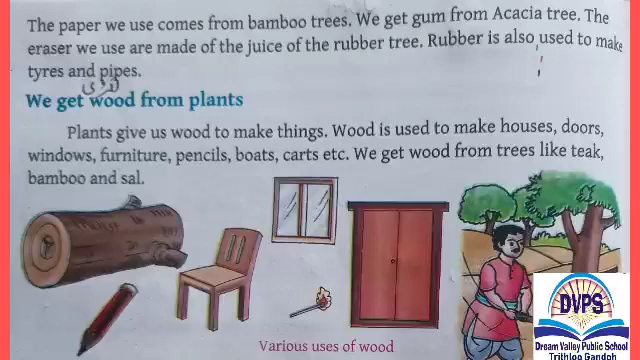 The paper we use comes from bamboo trees. We get gum from Acacia tree. The
eraser we use are made of the juice of the rubber tree. Rubber is also used to make
tyres and pipes.
لکڑی
We get wood from plants
Plants give us wood to make things. Wood is used to make houses, doors,
windows, furniture, pencils, boats, carts etc. We get wood from trees like teak,
bamboo and sal.
Various uses of wood
DVPS
Dream Valley Public School
Trithloo Gandoh